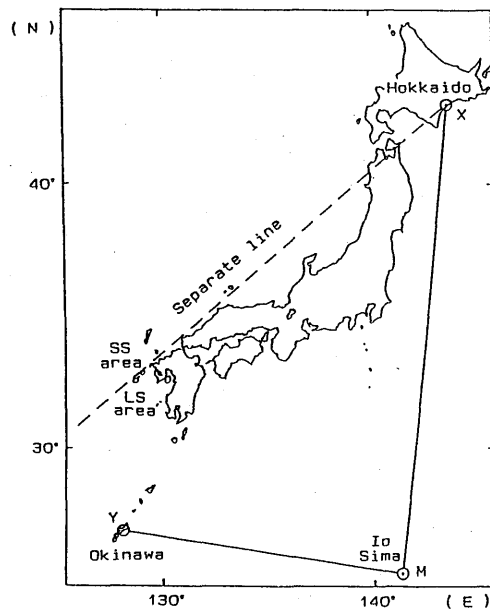 ( N )
Hokkaido
X
40°
Separate line
SS
area
LS
area
30°
Y
Okinawa
Io
Sima
M
130°
140°
( E )